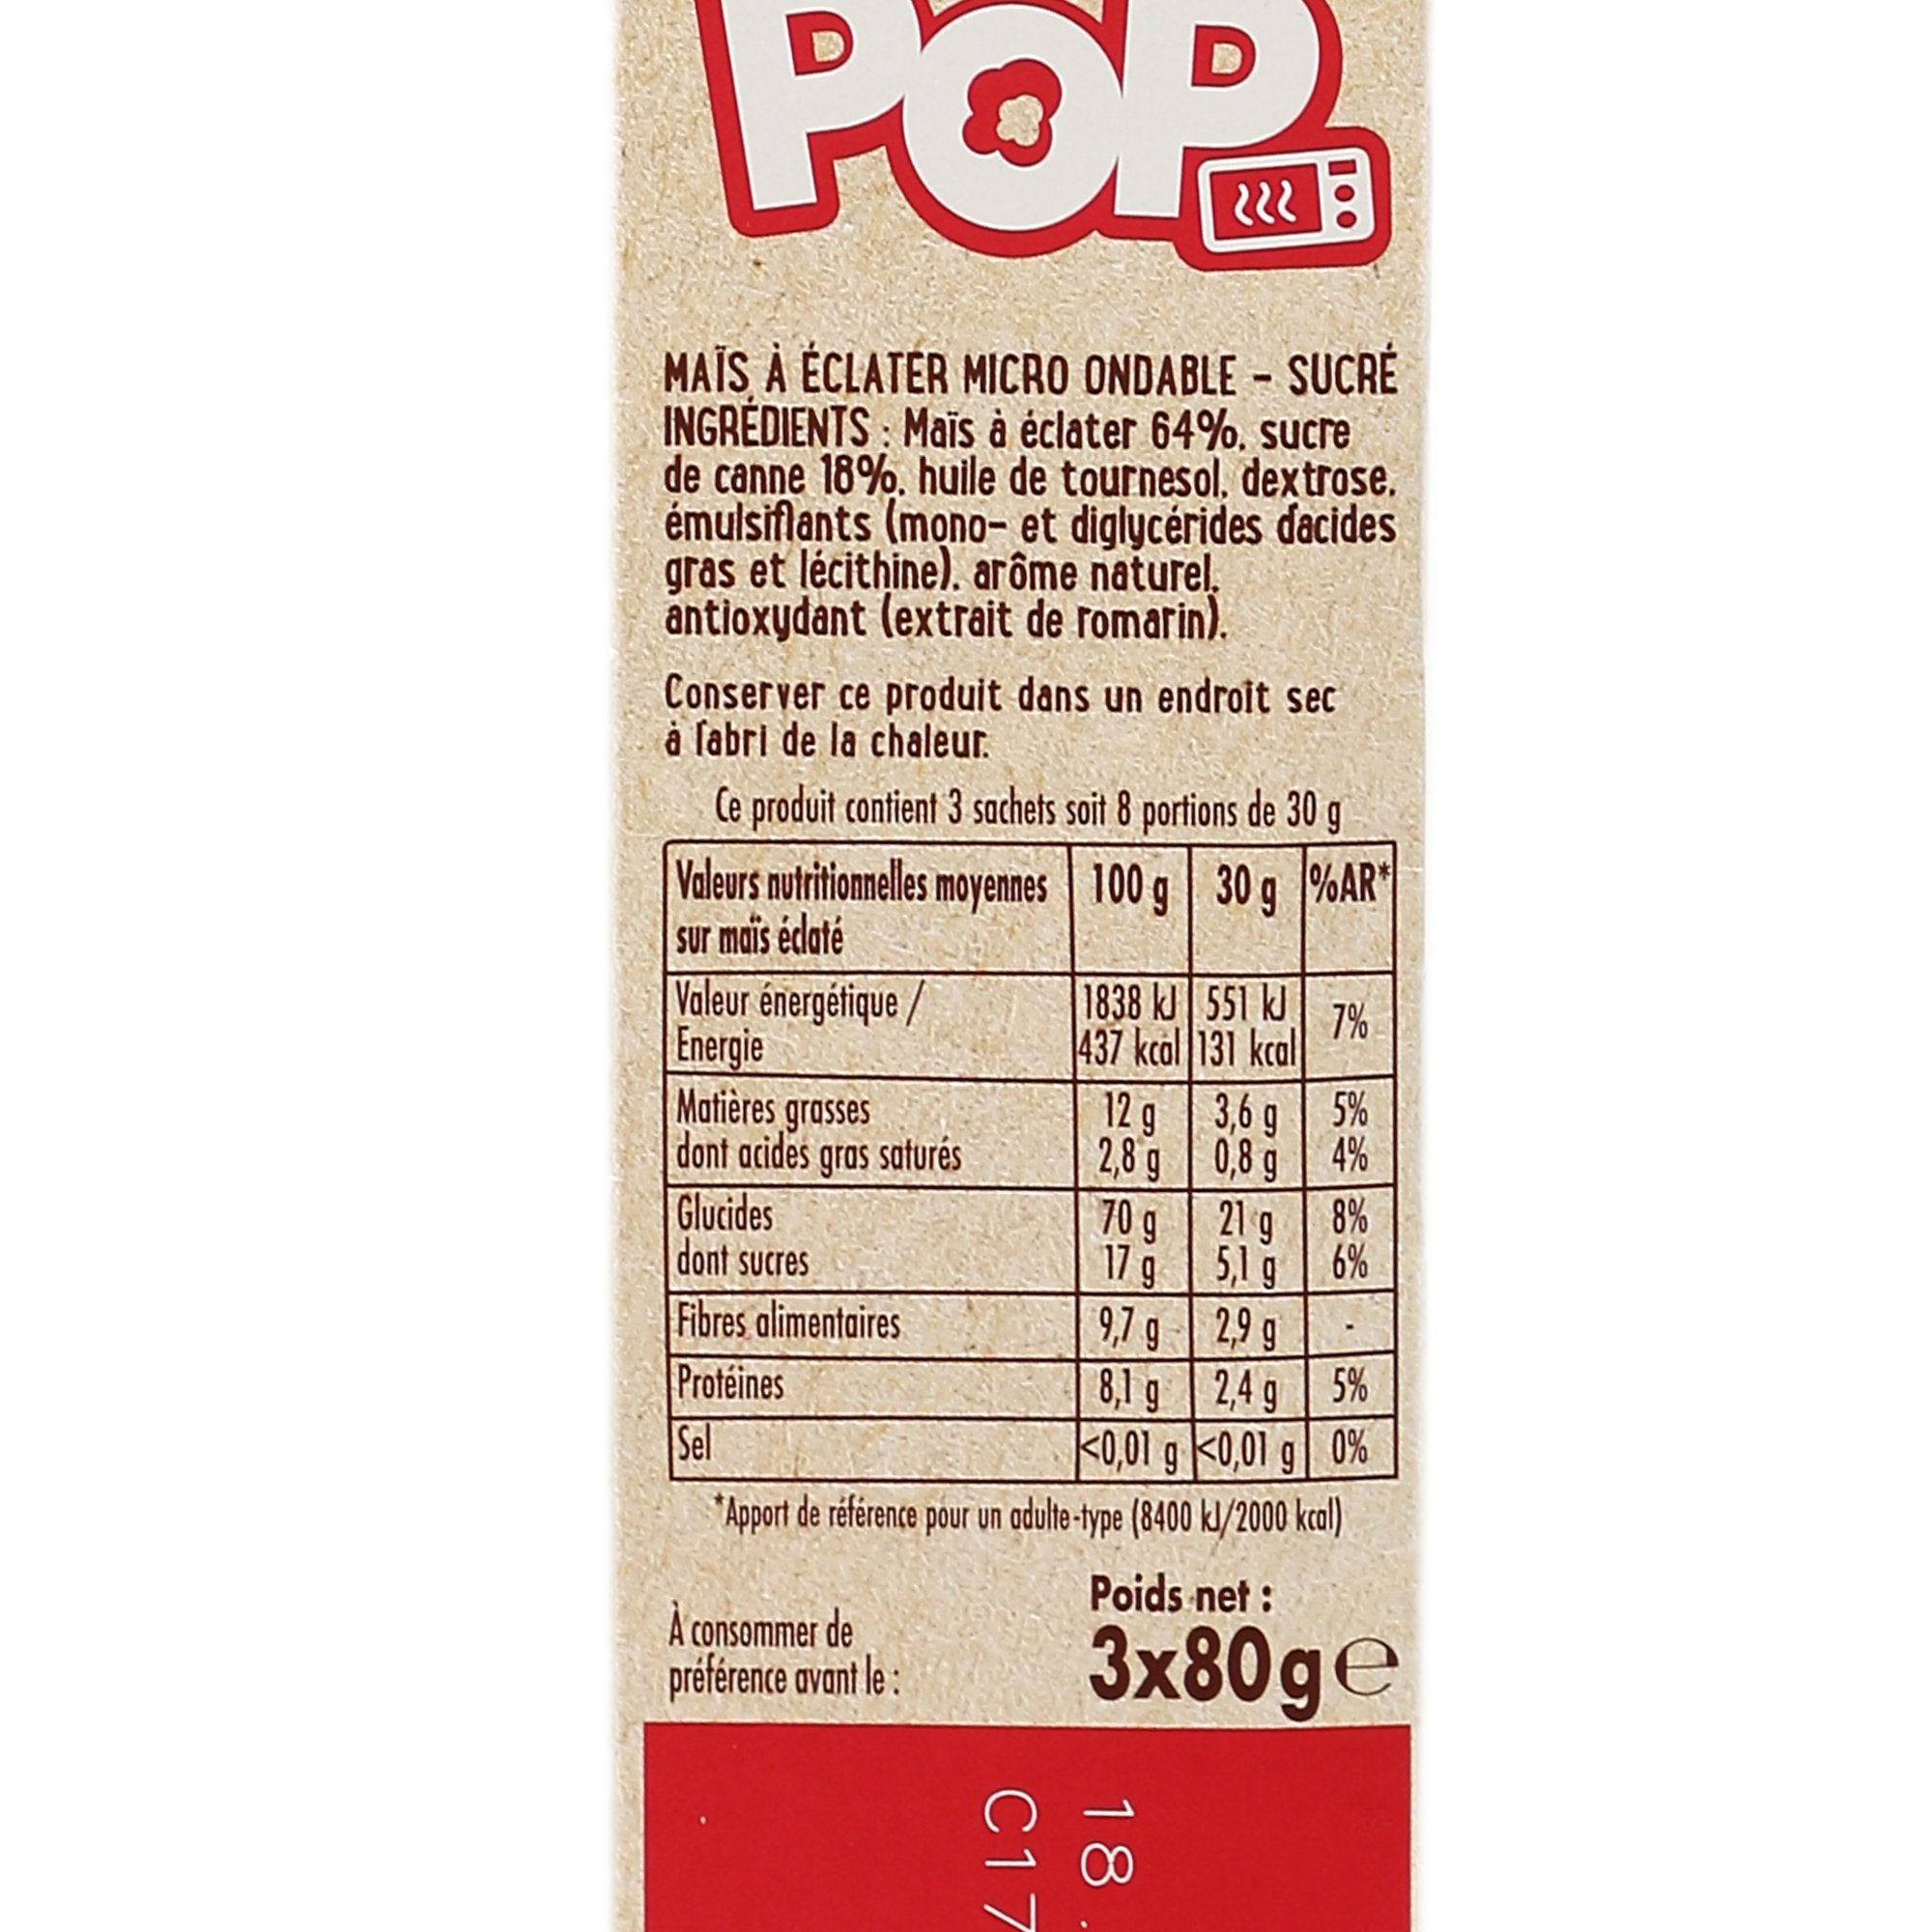 POP
MAÏS À ÉCLATER MICRO ONDABLE – SUCRÉ
INGRÉDIENTS : Maïs à éclater 64%, sucre
de canne 18%, huile de tournesol, dextrose,
émulsifiants (mono- et diglycérides d'acides
gras et lécithine), arôme naturel,
antioxydant (extrait de romarin).
Conserver ce produit dans un endroit sec
à l'abri de la chaleur.
Ce produit contient 3 sachets soit 8 portions de 30 g
Valeurs nutritionnelles moyennes sur maïs éclaté 100 g 30 g %AR*
Valeur énergétique / 1838 kJ 551 kJ 7%
Energie 437 kcal 131 kcal
Matières grasses 12 g 3,6 g 5%
dont acides gras saturés 2,8 g 0,8 g 4%
Glucides 70 g 21 g 8%
dont sucres 17 g 5,1 g 6%
Fibres alimentaires 9,7 g 2,9 g -
Protéines 8,1 g 2,4 g 5%
Sel <0,01 g <0,01 g 0%
*Apport de référence pour un adulte-type (8400 kJ/2000 kcal)
À consommer de
préférence avant le :
Poids net :
3x80g e
18.
C17